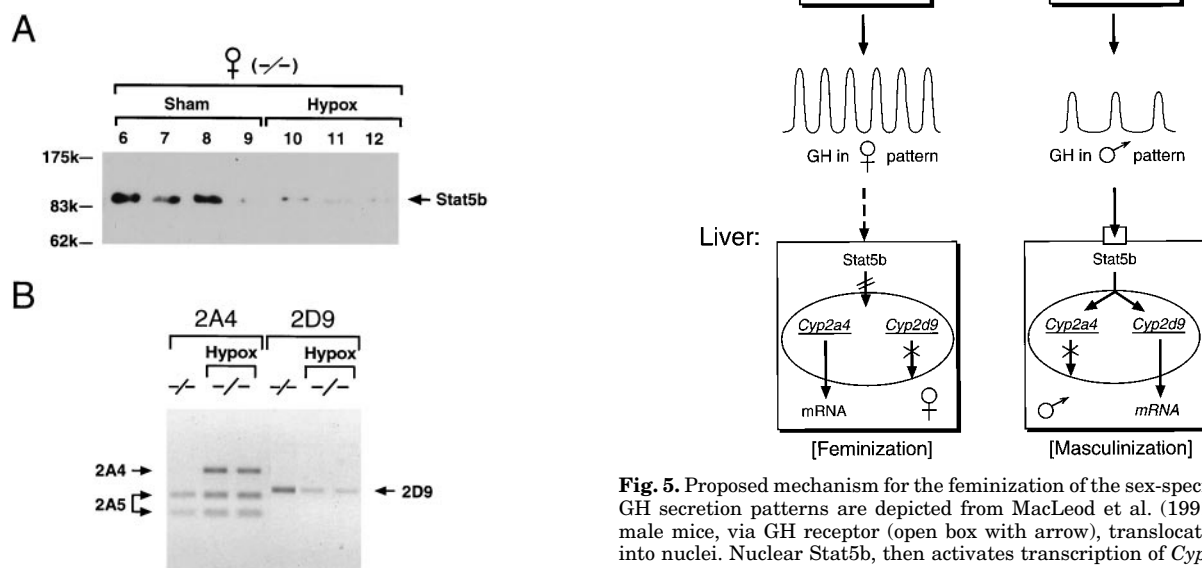 A
♀ (-/-)
Sham Hypox
6 7 8 9 10 11 12
175k
83k
62k
Stat5b
B
2A4 2D9
Hypox Hypox
-/- -/- -/- -/-
2A4
2A5
2D9
GH in ♀ pattern
GH in ♂ pattern
Liver:
Stat5b
Cyp2a4 Cyp2d9
mRNA ♀
[Feminization]
Stat5b
Cyp2a4 Cyp2d9
♂ mRNA
[Masculinization]
Fig. 5. Proposed mechanism for the feminization of the sex-spec
GH secretion patterns are depicted from MacLeod et al. (199
male mice, via GH receptor (open box with arrow), translocat
into nuclei. Nuclear Stat5b, then activates transcription of Cyp